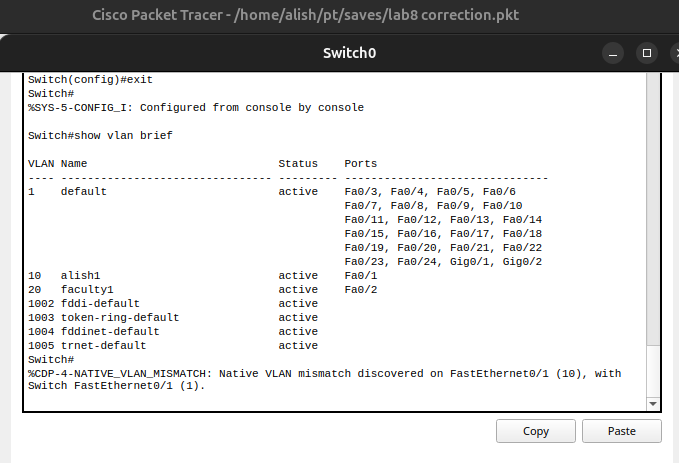 Cisco Packet Tracer - /home/alish/pt/saves/lab8 correction.pkt
Switch0
Switch(config)#exit
Switch#
%SYS-5-CONFIG_I: Configured from console by console
Switch#show vlan brief
VLAN Name                             Status    Ports
---- -------------------------------- --------- -------------------------------
1    default                          active    Fa0/3, Fa0/4, Fa0/5, Fa0/6
                                                Fa0/7, Fa0/8, Fa0/9, Fa0/10
                                                Fa0/11, Fa0/12, Fa0/13, Fa0/14
                                                Fa0/15, Fa0/16, Fa0/17, Fa0/18
                                                Fa0/19, Fa0/20, Fa0/21, Fa0/22
                                                Fa0/23, Fa0/24, Gig0/1, Gig0/2
10   alish1                           active    Fa0/1
20   faculty1                         active    Fa0/2
1002 fddi-default                     active
1003 token-ring-default               active
1004 fddinet-default                  active
1005 trnet-default                    active
Switch#
%CDP-4-NATIVE_VLAN_MISMATCH: Native VLAN mismatch discovered on FastEthernet0/1 (10), with
Switch FastEthernet0/1 (1).
Copy Paste